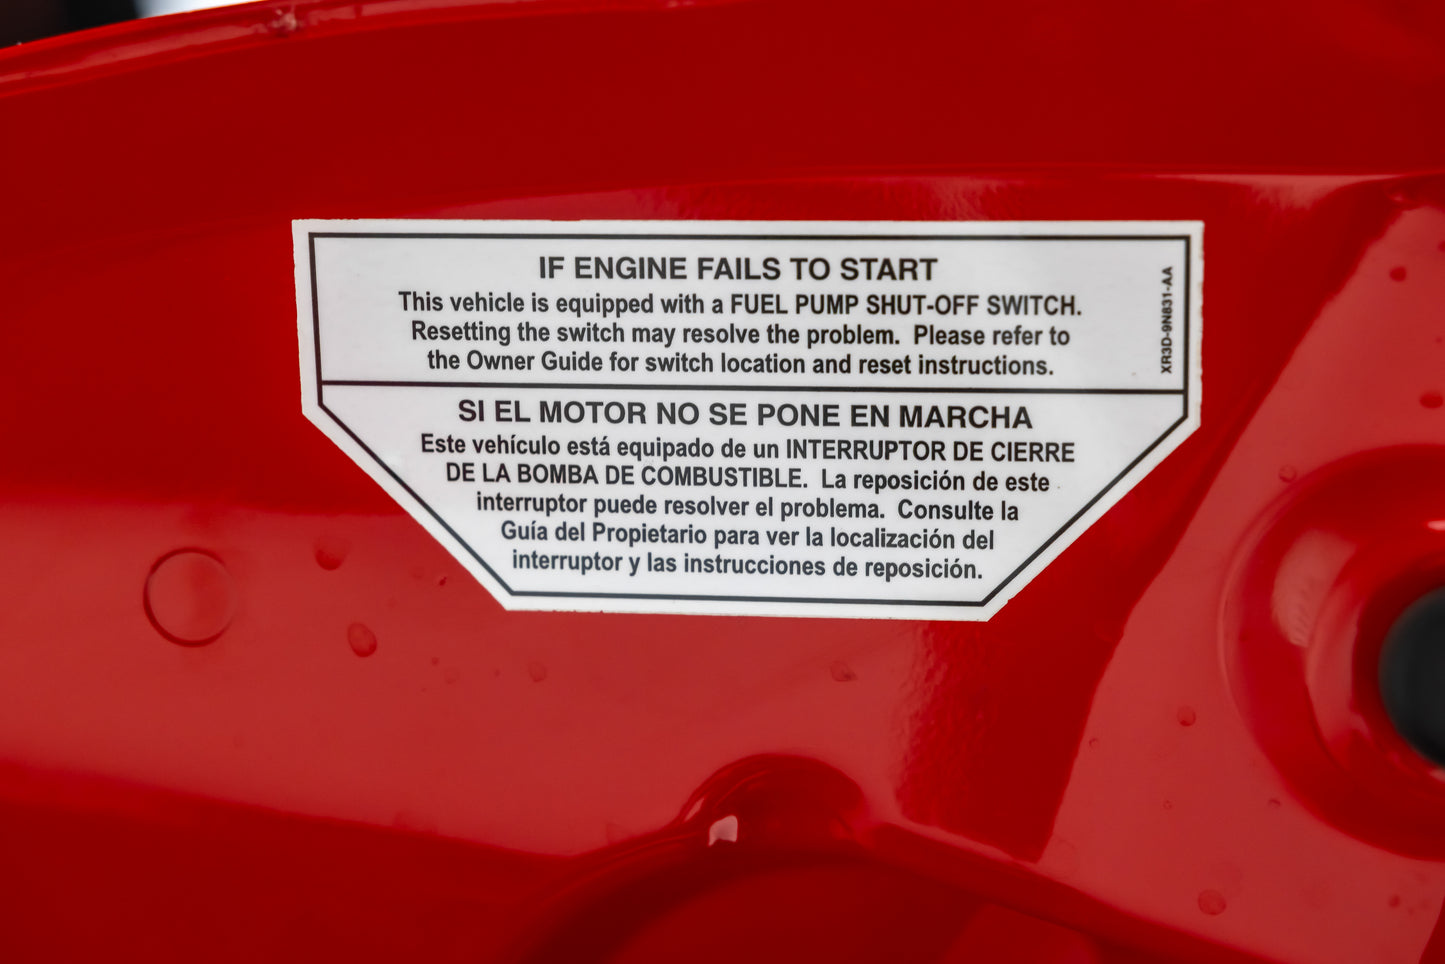 IF ENGINE FAILS TO START
This vehicle is equipped with a FUEL PUMP SHUT-OFF SWITCH.
Resetting the switch may resolve the problem.  Please refer to
the Owner Guide for switch location and reset instructions.
XR3D-9N831-AA
SI EL MOTOR NO SE PONE EN MARCHA
Este vehículo está equipado de un INTERRUPTOR DE CIERRE
DE LA BOMBA DE COMBUSTIBLE.  La reposición de este
interruptor puede resolver el problema.  Consulte la
Guía del Propietario para ver la localización del
interruptor y las instrucciones de reposición.